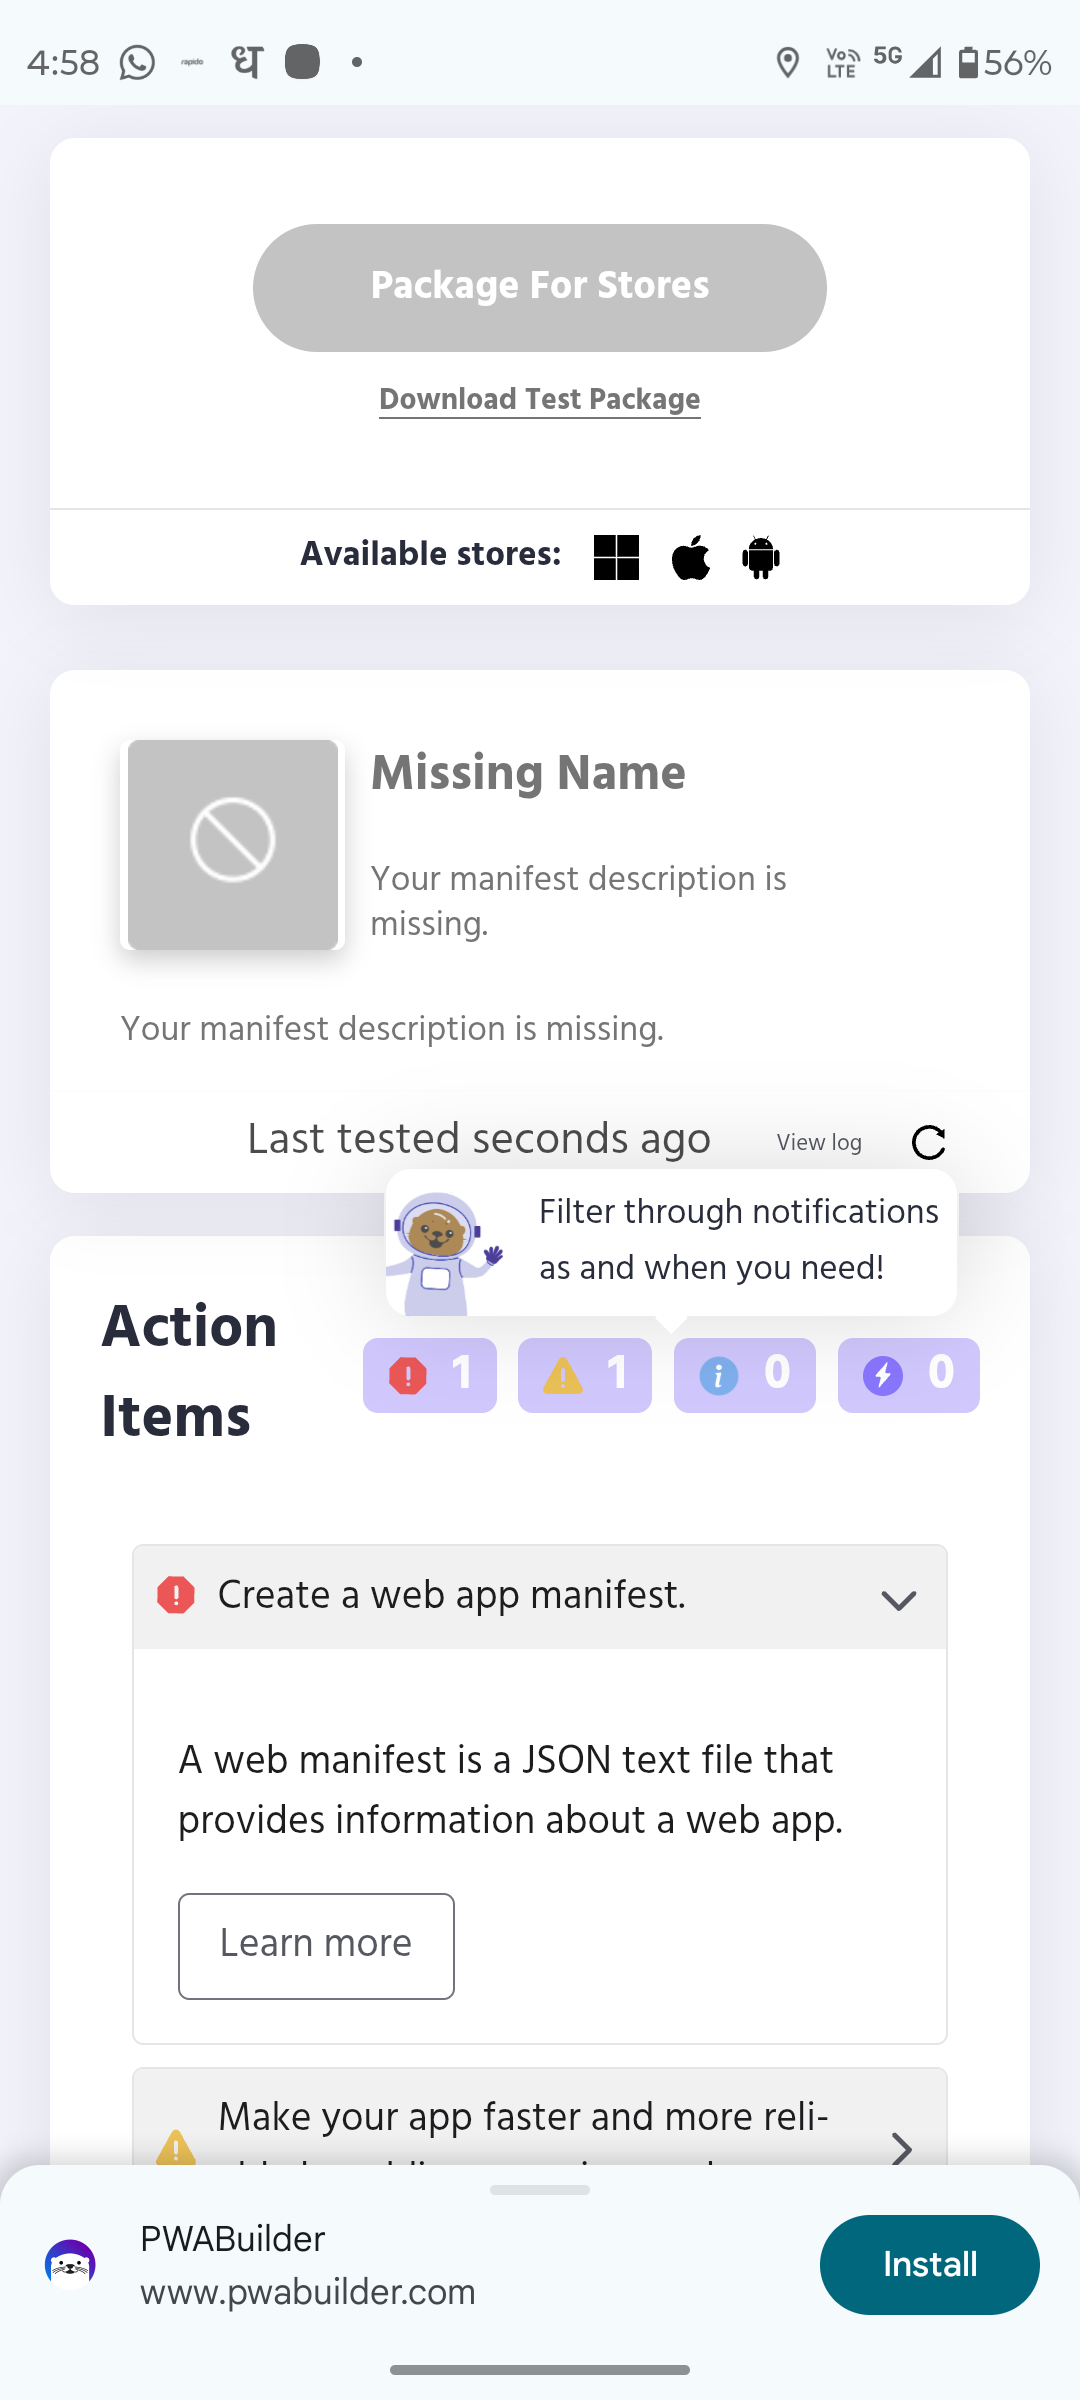 4:58 rapido ध VoLTE 5G 56%
Package For Stores
Download Test Package
Available stores:
Missing Name
Your manifest description is
missing.
Your manifest description is missing.
Last tested seconds ago View log
Filter through notifications
as and when you need!
Action
Items
1 1 0 0
Create a web app manifest.
A web manifest is a JSON text file that
provides information about a web app.
Learn more
Make your app faster and more reli-
PWABuilder
www.pwabuilder.com
Install